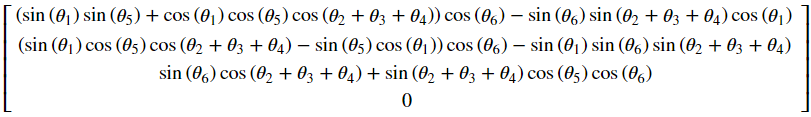 (sin (θ₁) sin (θ₅) + cos (θ₁) cos (θ₅) cos (θ₂ + θ₃ + θ₄)) cos (θ₆) − sin (θ₆) sin (θ₂ + θ₃ + θ₄) cos (θ₁)
(sin (θ₁) cos (θ₅) cos (θ₂ + θ₃ + θ₄) − sin (θ₅) cos (θ₁)) cos (θ₆) − sin (θ₁) sin (θ₆) sin (θ₂ + θ₃ + θ₄)
sin (θ₆) cos (θ₂ + θ₃ + θ₄) + sin (θ₂ + θ₃ + θ₄) cos (θ₅) cos (θ₆)
0